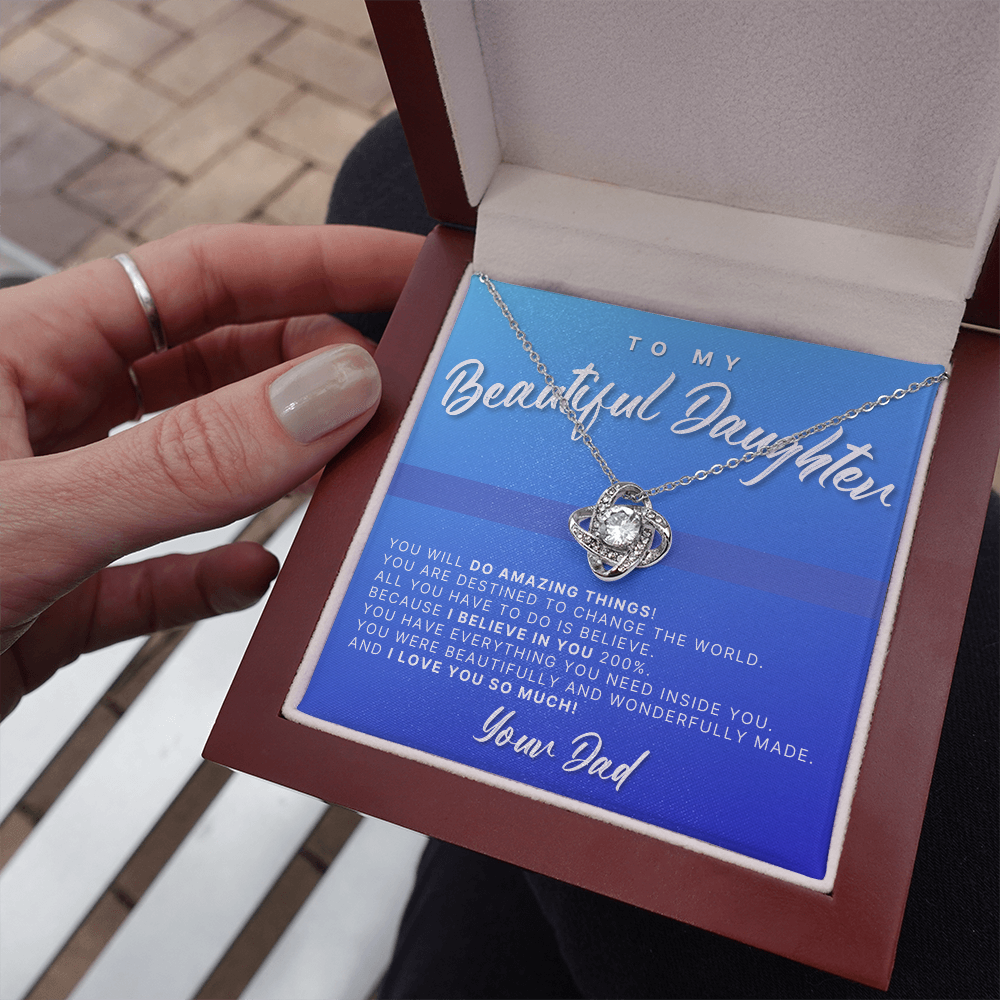 TO MY
Beautiful Daughter
YOU WILL DO AMAZING THINGS!
YOU ARE DESTINED TO CHANGE THE WORLD.
ALL YOU HAVE TO DO IS BELIEVE.
BECAUSE I BELIEVE IN YOU 200%.
YOU HAVE EVERYTHING YOU NEED INSIDE YOU.
YOU WERE BEAUTIFULLY AND WONDERFULLY MADE.
AND I LOVE YOU SO MUCH!
Your Dad